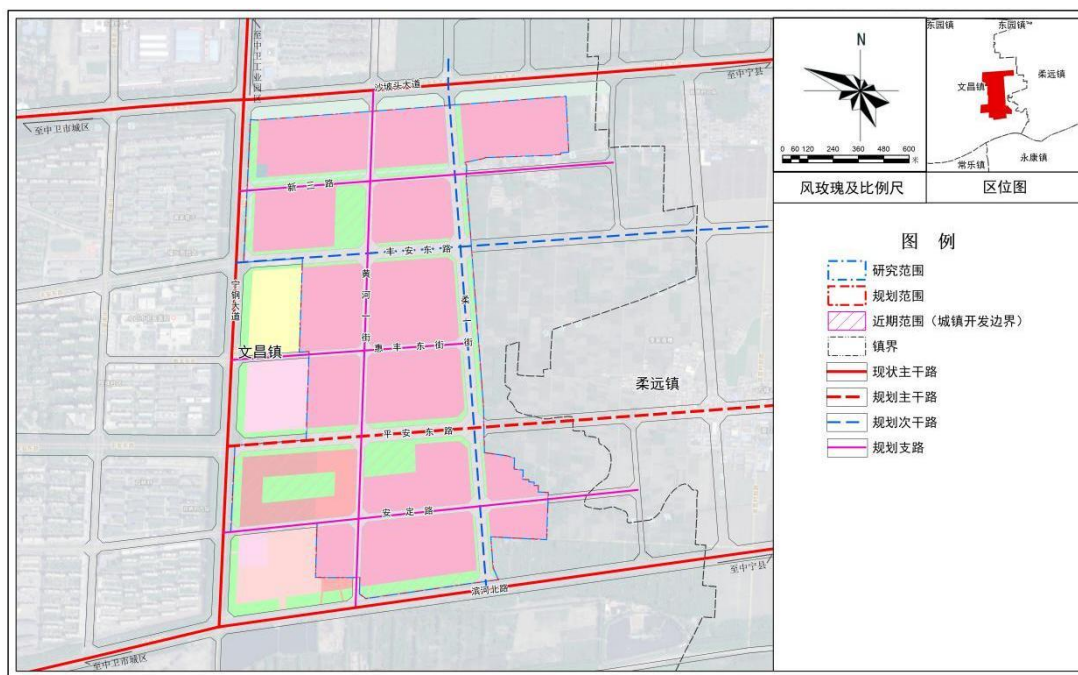 至中卫工业园区
沙坡头大道
至中宁县
至中卫市城区
新三路
丰安东路
黄河一街
柔一街
宁钢大道
文昌镇
惠丰东街
柔远镇
平安东路
安定路
滨河北路
至中宁县
至中卫市城区
N
0 60 120 240 360 480 600
米
风玫瑰及比例尺
东园镇
东园镇
柔远镇
文昌镇
永康镇
常乐镇
区位图
图 例
研究范围
规划范围
近期范围（城镇开发边界）
镇界
现状主干路
规划主干路
规划次干路
规划支路